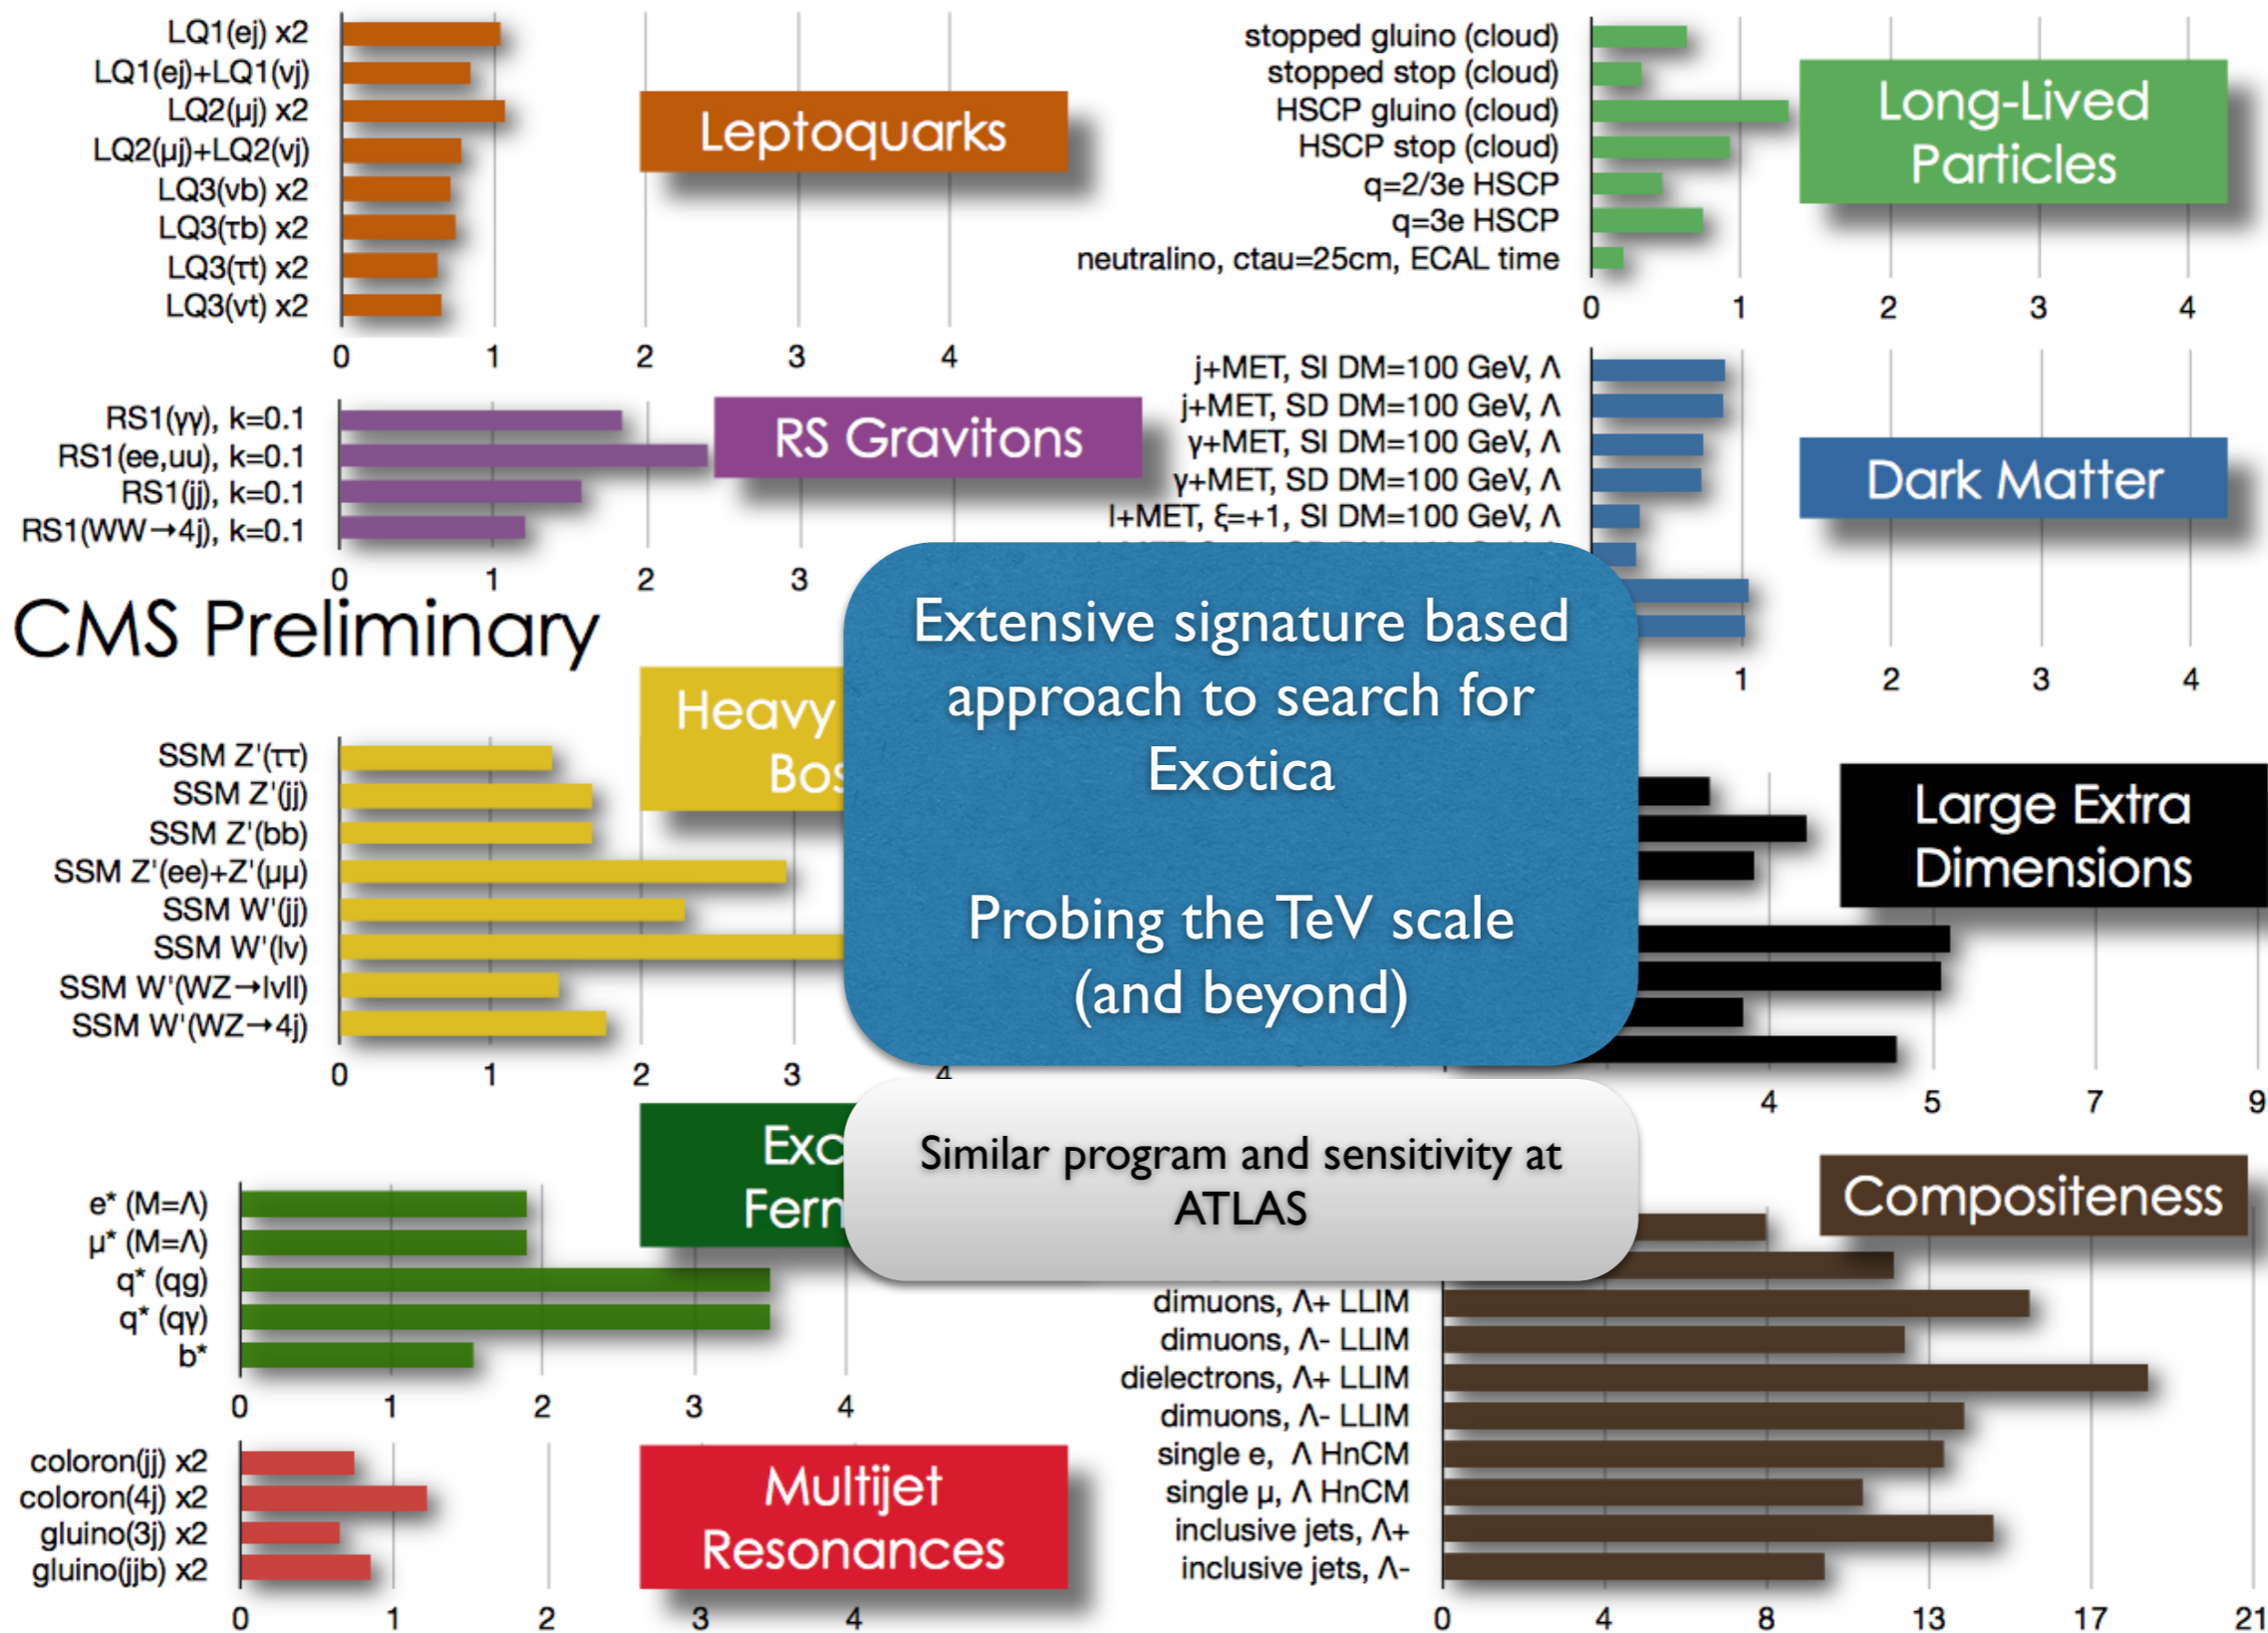 LQ1(ej) x2
LQ1(ej)+LQ1(νj)
LQ2(μj) x2
LQ2(μj)+LQ2(νj)
LQ3(νb) x2
LQ3(τb) x2
LQ3(τt) x2
LQ3(νt) x2
0 1 2 3 4
Leptoquarks
stopped gluino (cloud)
stopped stop (cloud)
HSCP gluino (cloud)
HSCP stop (cloud)
q=2/3e HSCP
q=3e HSCP
neutralino, ctau=25cm, ECAL time
0 1 2 3 4
Long-Lived
Particles
RS1(γγ), k=0.1
RS1(ee,uu), k=0.1
RS1(jj), k=0.1
RS1(WW→4j), k=0.1
0 1 2 3
RS Gravitons
j+MET, SI DM=100 GeV, Λ
j+MET, SD DM=100 GeV, Λ
γ+MET, SI DM=100 GeV, Λ
γ+MET, SD DM=100 GeV, Λ
l+MET, ξ=+1, SI DM=100 GeV, Λ
1 2 3 4
Dark Matter
CMS Preliminary
Extensive signature based
approach to search for
Exotica
Probing the TeV scale
(and beyond)
Heavy
Bos
SSM Z'(ττ)
SSM Z'(jj)
SSM Z'(bb)
SSM Z'(ee)+Z'(μμ)
SSM W'(jj)
SSM W'(lν)
SSM W'(WZ→lνll)
SSM W'(WZ→4j)
0 1 2 3 4
Large Extra
Dimensions
4 5 7 9
Similar program and sensitivity at
ATLAS
Exc
Ferm
e* (M=Λ)
μ* (M=Λ)
q* (qg)
q* (qγ)
b*
0 1 2 3 4
Compositeness
dimuons, Λ+ LLIM
dimuons, Λ- LLIM
dielectrons, Λ+ LLIM
dimuons, Λ- LLIM
single e, Λ HnCM
single μ, Λ HnCM
inclusive jets, Λ+
inclusive jets, Λ-
0 4 8 13 17 21
coloron(jj) x2
coloron(4j) x2
gluino(3j) x2
gluino(jjb) x2
0 1 2 3 4
Multijet
Resonances